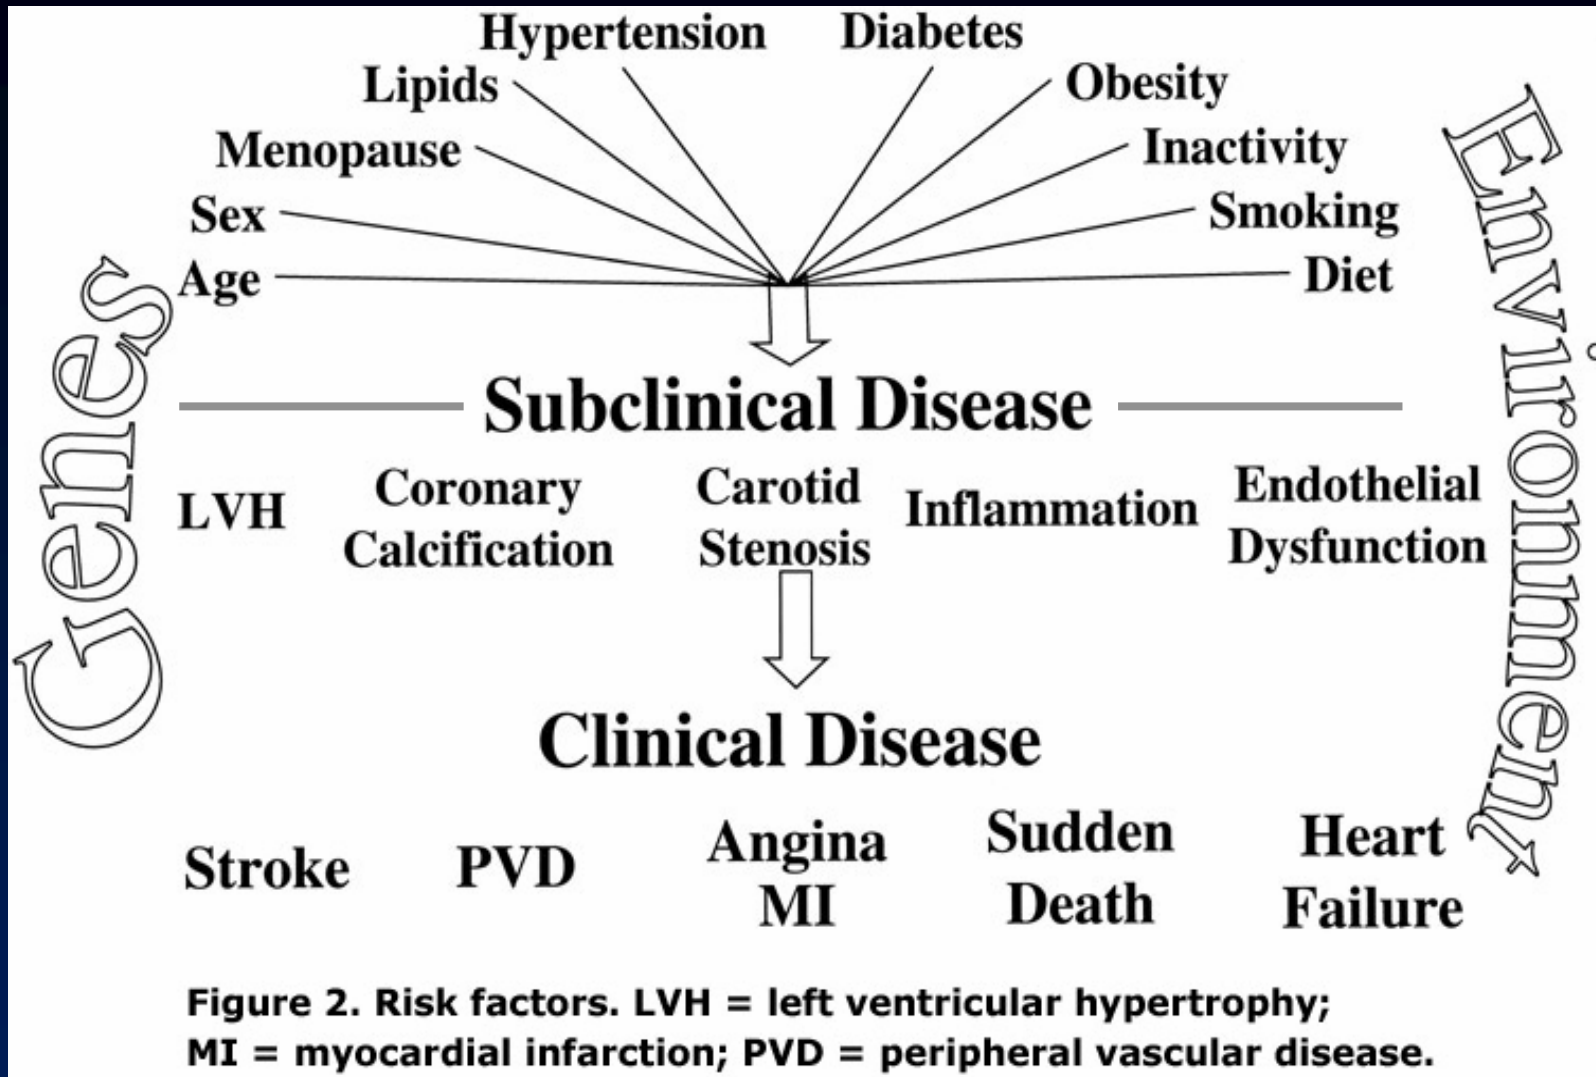 Hypertension
Diabetes
Lipids
Obesity
Menopause
Inactivity
Sex
Smoking
Age
Diet
Genes
Environment
Subclinical Disease
LVH
Coronary
Calcification
Carotid
Stenosis
Inflammation
Endothelial
Dysfunction
Clinical Disease
Stroke
PVD
Angina
MI
Sudden
Death
Heart
Failure
Figure 2. Risk factors. LVH = left ventricular hypertrophy;
MI = myocardial infarction; PVD = peripheral vascular disease.